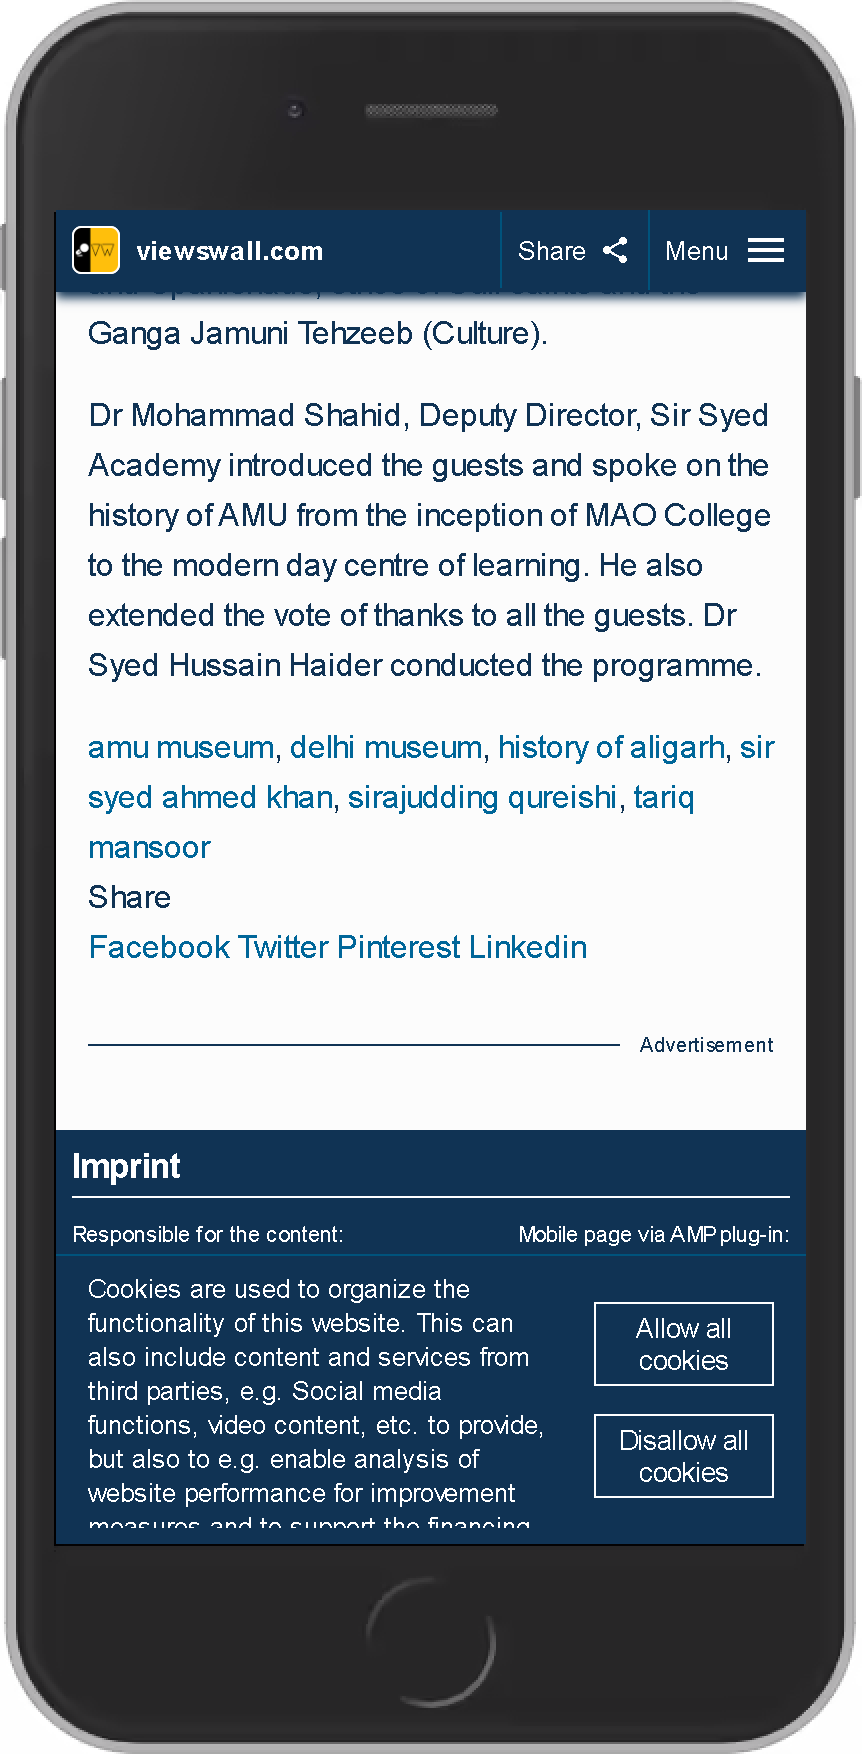 viewswall.com
Share
Menu
Ganga Jamuni Tehzeeb (Culture).
Dr Mohammad Shahid, Deputy Director, Sir Syed
Academy introduced the guests and spoke on the
history of AMU from the inception of MAO College
to the modern day centre of learning. He also
extended the vote of thanks to all the guests. Dr
Syed Hussain Haider conducted the programme.
amu museum, delhi museum, history of aligarh, sir
syed ahmed khan, sirajudding qureishi, tariq
mansoor
Share
Facebook Twitter Pinterest Linkedin
Advertisement
Imprint
Responsible for the content:
Mobile page via AMP plug-in:
Cookies are used to organize the
functionality of this website. This can
also include content and services from
third parties, e.g. Social media
functions, video content, etc. to provide,
but also to e.g. enable analysis of
website performance for improvement
measures and to support the financing
Allow all
cookies
Disallow all
cookies